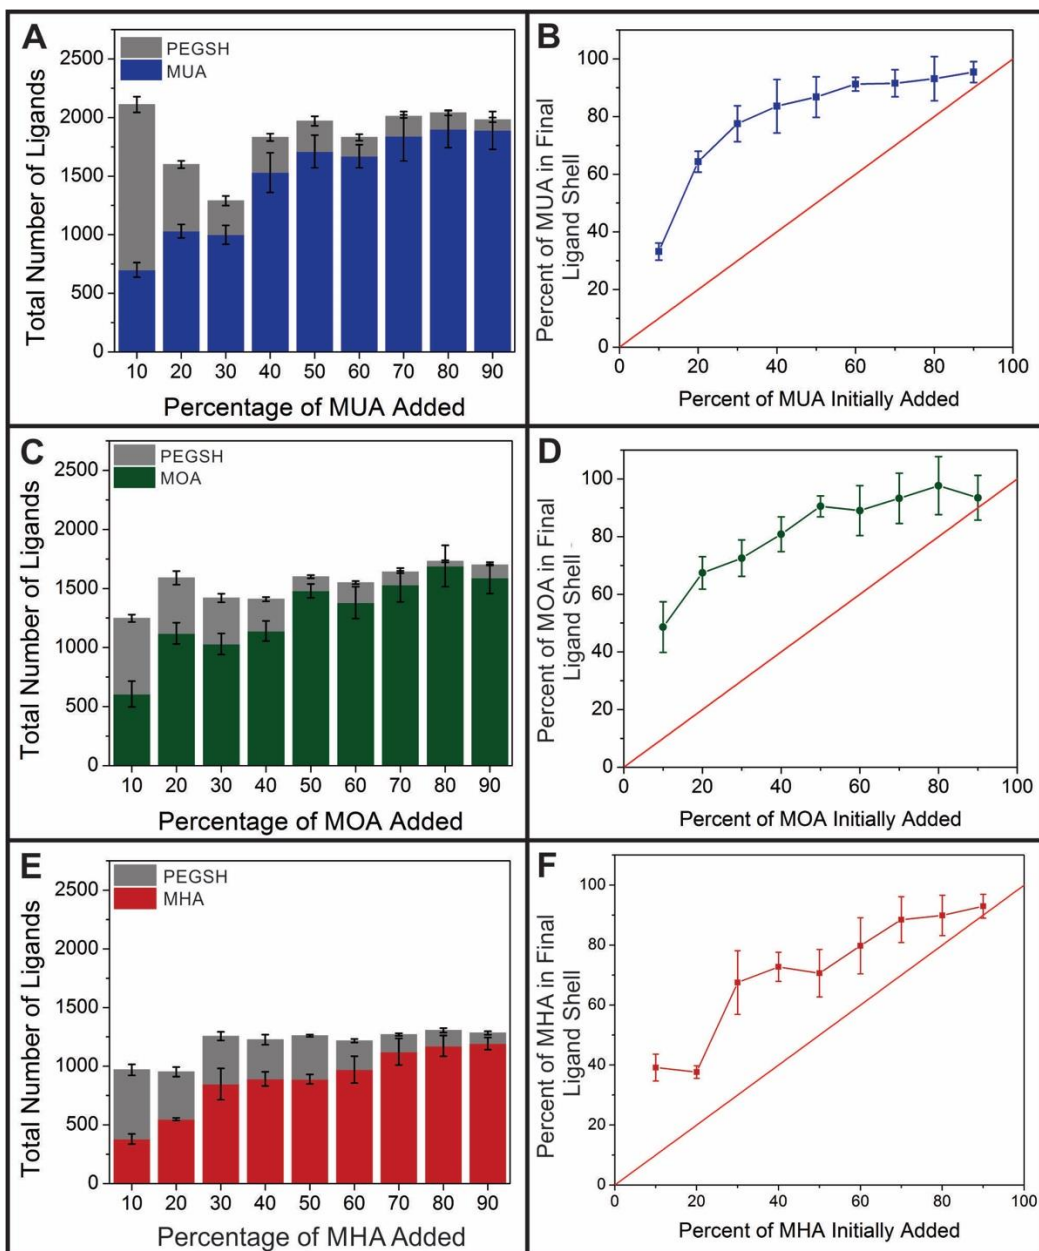 A
PEGSH
MUA
Total Number of Ligands
2500
2000
1500
1000
500
0
10 20 30 40 50 60 70 80 90
Percentage of MUA Added
B
Percent of MUA in Final
Ligand Shell
100
80
60
40
20
0
0 20 40 60 80 100
Percent of MUA Initially Added
C
PEGSH
MOA
Total Number of Ligands
2500
2000
1500
1000
500
0
10 20 30 40 50 60 70 80 90
Percentage of MOA Added
D
Percent of MOA in Final
Ligand Shell
100
80
60
40
20
0
0 20 40 60 80 100
Percent of MOA Initially Added
E
PEGSH
MHA
Total Number of Ligands
2500
2000
1500
1000
500
0
10 20 30 40 50 60 70 80 90
Percentage of MHA Added
F
Percent of MHA in Final
Ligand Shell
100
80
60
40
20
0
0 20 40 60 80 100
Percent of MHA Initially Added